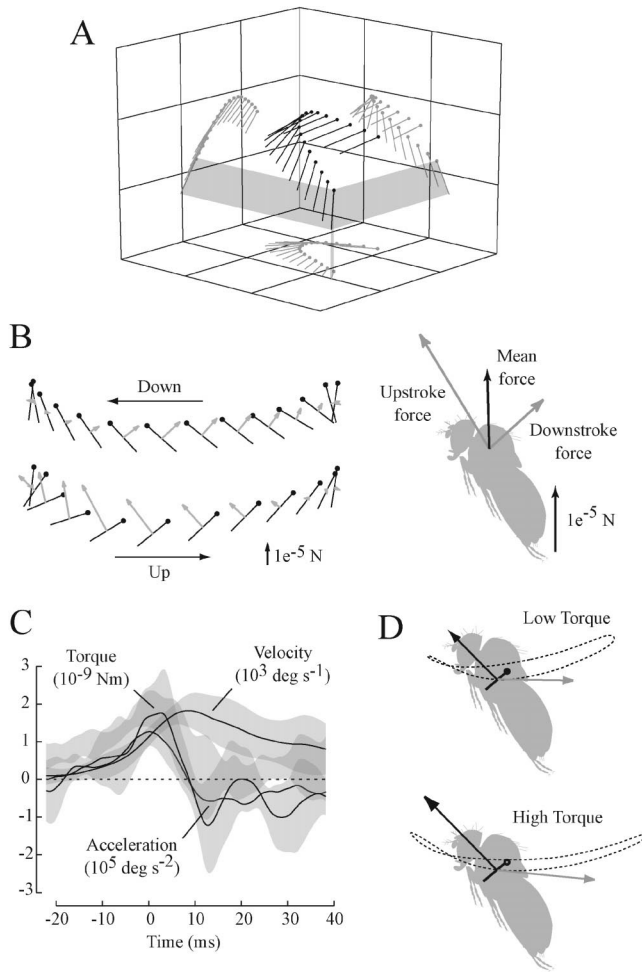 A
B
Down
Up
1e-5 N
Upstroke
force
Mean
force
Downstroke
force
1e-5 N
C
Torque
(10-9 Nm)
Velocity
(103 deg s-1)
Acceleration
(105 deg s-2)
3
2
1
0
-1
-2
-3
-20
-10
0
10
20
30
40
Time (ms)
D
Low Torque
High Torque